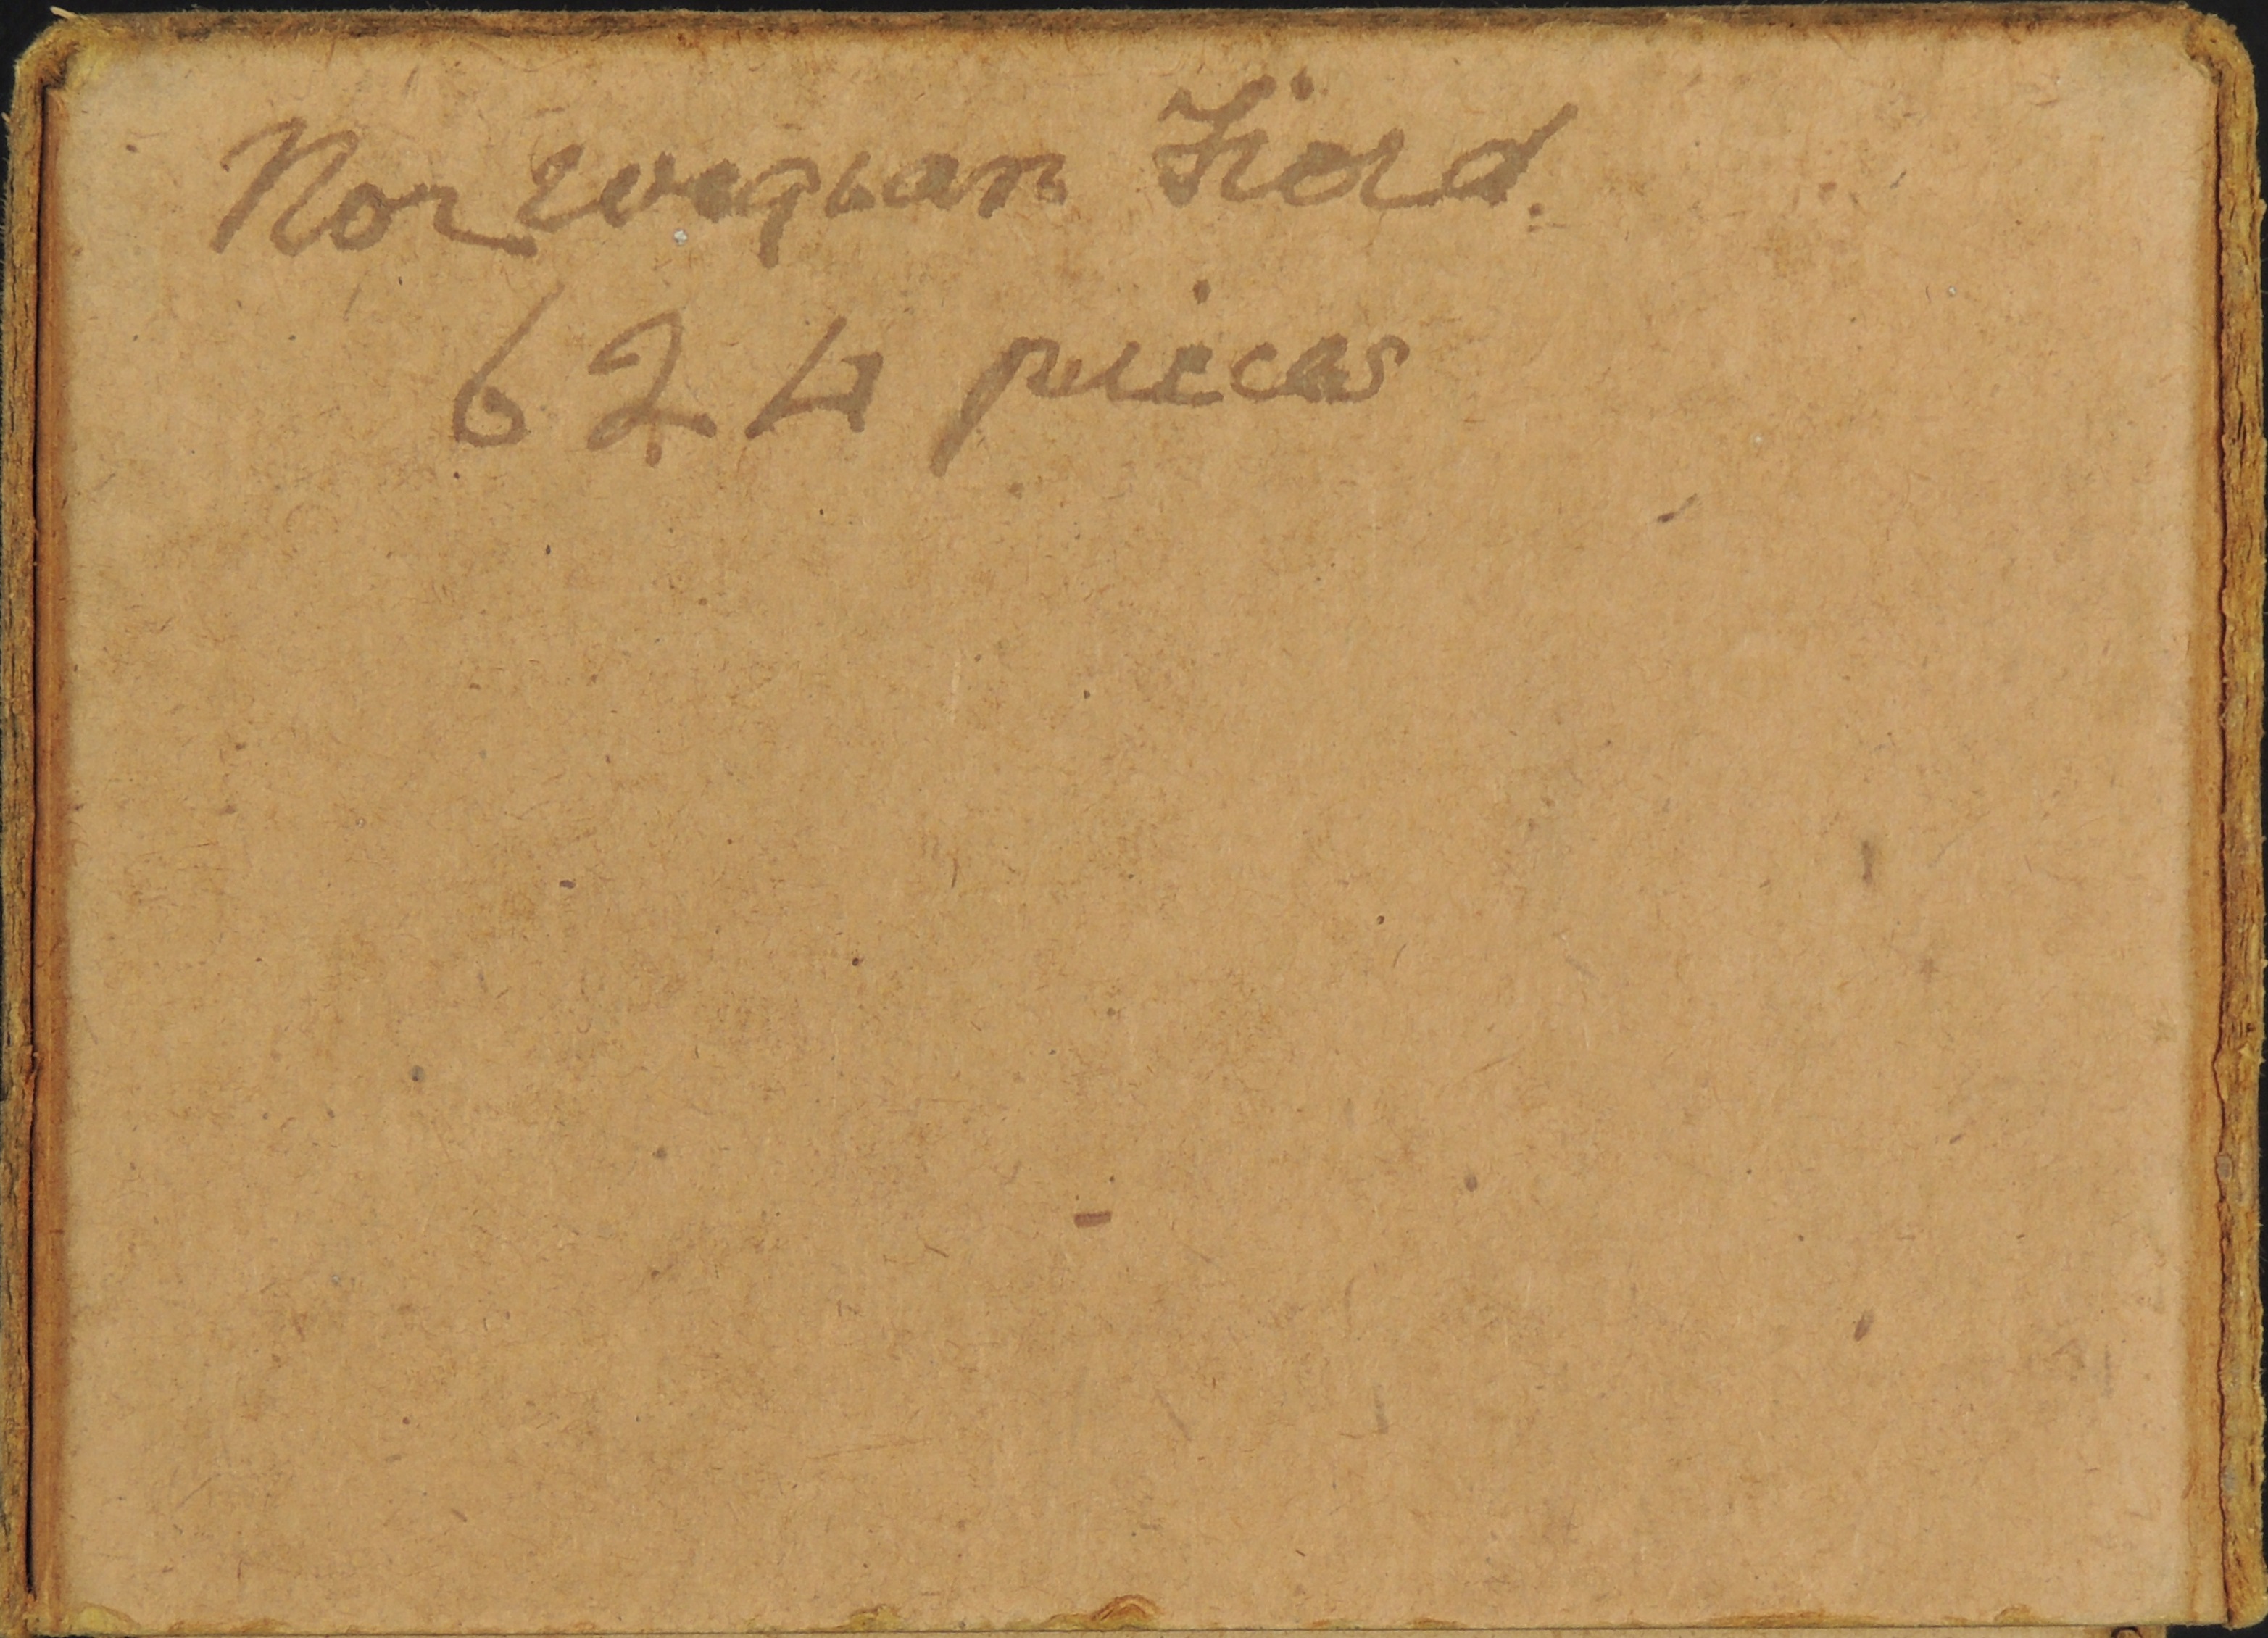 Norwegian Fiord.
624 pieces